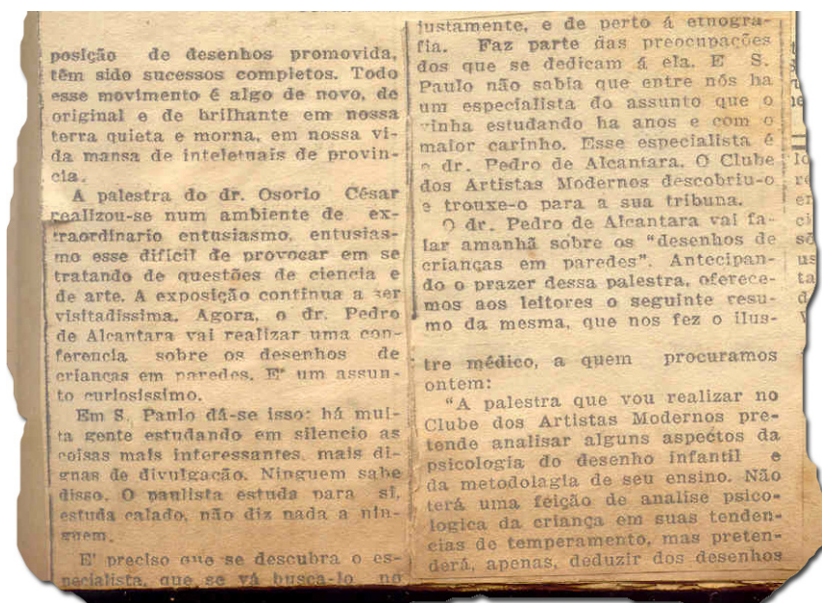 posição de desenhos promovida,
têm sido sucessos completos. Todo
esse movimento é algo de novo, de
original e de brilhante em nossa
terra quieta e morna, em nossa vi-
da mansa de inteletuais de provin-
cia.
A palestra do dr. Osorio César
realizou-se num ambiente de ex-
traordinario entusiasmo, entusias-
mo esse dificil de provocar em se
tratando de questões de ciencia e
de arte. A exposição continua a ser
visitadissima. Agora, o dr. Pedro
de Alcantara vai realizar uma con-
ferencia sobre os desenhos de
crianças em paredes. E' um assun-
to curiosissimo.
Em S. Paulo dá-se isso: há mui-
ta gente estudando em silencio as
coisas mais interessantes, mais di-
gnas de divulgação. Ninguem sabe
disso. O paulista estuda para si,
estuda calado, não diz nada a nin-
guem.
E' preciso que se descubra o es-
pecialista, que se vá busca-lo no
justamente, e de perto á etnogra-
fia. Faz parte das preocupações
dos que se dedicam á ela. E S.
Paulo não sabia que entre nós ha
um especialista do assunto que o
vinha estudando ha anos e com o
maior carinho. Esse especialista é
o dr. Pedro de Alcantara. O Clube
dos Artistas Modernos descobriu-o
e trouxe-o para a sua tribuna.
O dr. Pedro de Alcantara vai fa-
lar amanhã sobre os "desenhos de
crianças em paredes". Antecipan-
do o prazer dessa palestra, oferece-
mos aos leitores o seguinte resu-
mo da mesma, que nos fez o ilus-
tre médico, a quem procuramos
ontem:
"A palestra que vou realizar no
Clube dos Artistas Modernos pre-
tende analisar alguns aspectos da
psicologia do desenho infantil e
da metodolagia de seu ensino. Não
terá uma feição de analise psico-
logica da criança em suas tenden-
cias de temperamento, mas preten-
derá, apenas, deduzir dos desenhos